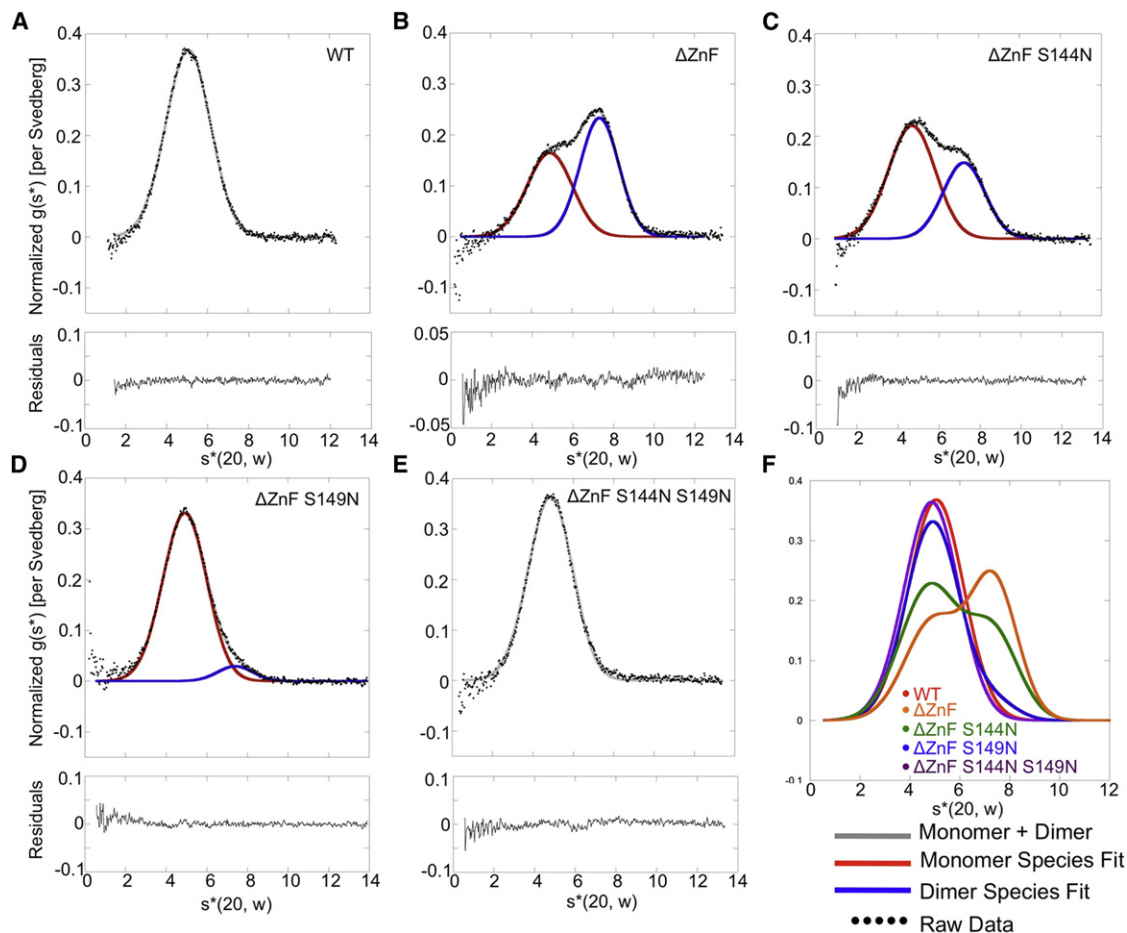 A
WT
Normalized g(s*) [per Svedberg]
0.4
0.3
0.2
0.1
0
-0.1
Residuals
0.1
0
-0.1
0 2 4 6 8 10 12 14
s*(20, w)
B
ΔZnF
0.4
0.3
0.2
0.1
0
-0.1
0.05
0
-0.05
0 2 4 6 8 10 12 14
s*(20, w)
C
ΔZnF S144N
0.4
0.3
0.2
0.1
0
-0.1
0.1
0
-0.1
0 2 4 6 8 10 12 14
s*(20, w)
D
ΔZnF S149N
Normalized g(s*) [per Svedberg]
0.4
0.3
0.2
0.1
0
-0.1
Residuals
0.1
0
-0.1
0 2 4 6 8 10 12 14
s*(20, w)
E
ΔZnF S144N S149N
0.4
0.3
0.2
0.1
0
-0.1
0.1
0
-0.1
0 2 4 6 8 10 12 14
s*(20, w)
F
0.4
0.3
0.2
0.1
0
-0.1
WT
ΔZnF
ΔZnF S144N
ΔZnF S149N
ΔZnF S144N S149N
0 2 4 6 8 10 12
s*(20, w)
Monomer + Dimer
Monomer Species Fit
Dimer Species Fit
Raw Data